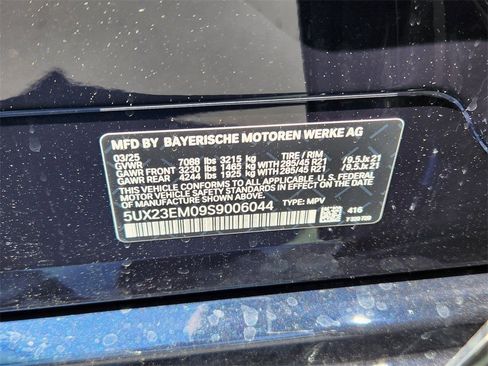 MFD BY BAYERISCHE MOTOREN WERKE AG
03/25 7088 lbs 3215 kg TIRE / RIM
GVWR
GAWR FRONT 3230 lbs 1465 kg WITH - 285/45 R21 / 9.5Jx21
GAWR REAR 4244 lbs 1925 kg WITH - 285/45 R21 / 9.5Jx21
THIS VEHICLE CONFORMS TO ALL APPLICABLE
FEDERAL MOTOR VEHICLE SAFETY STANDARDS IN
EFFECT ON THE DATE OF MANUFACTURE SHOWN ABOVE.
5UX23EM09S9006044 TYPE: MPV 416